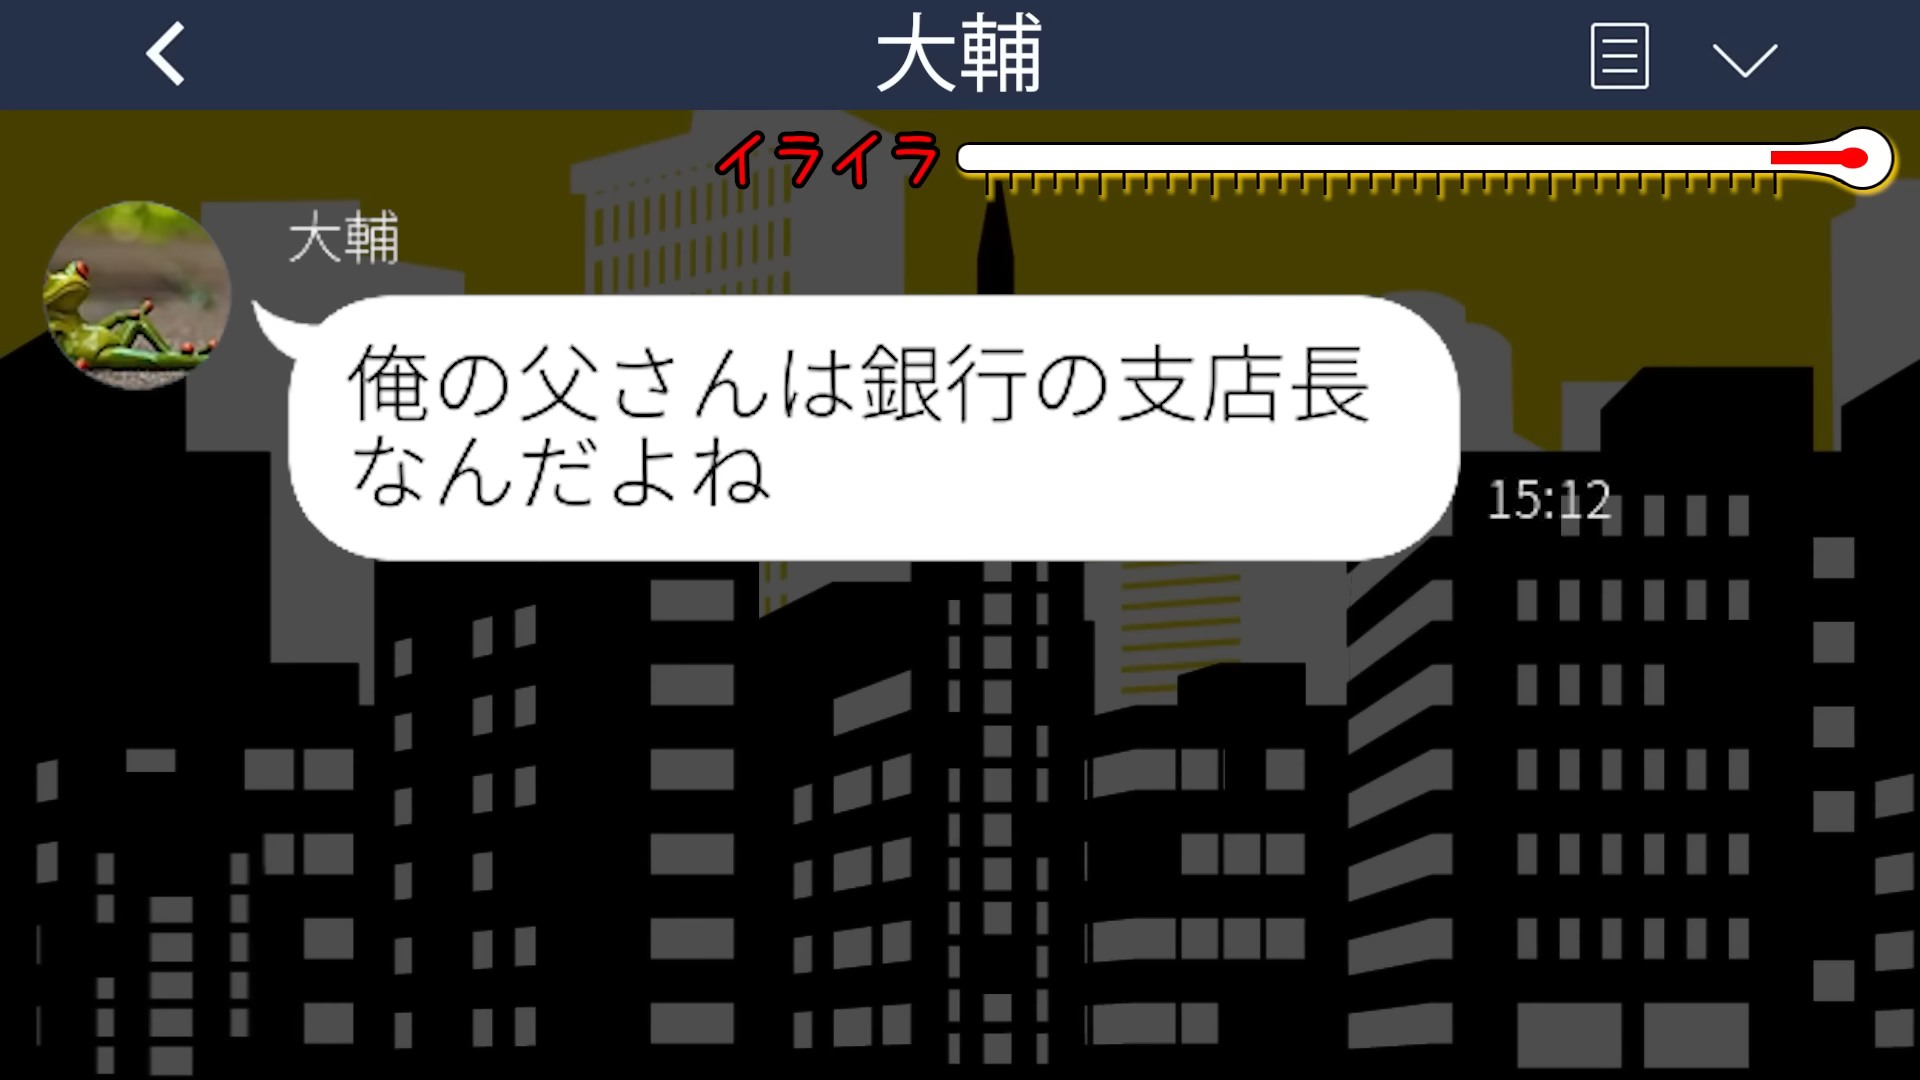 大輔
イライラ
大輔
俺の父さんは銀行の支店長
なんだよね
15:12